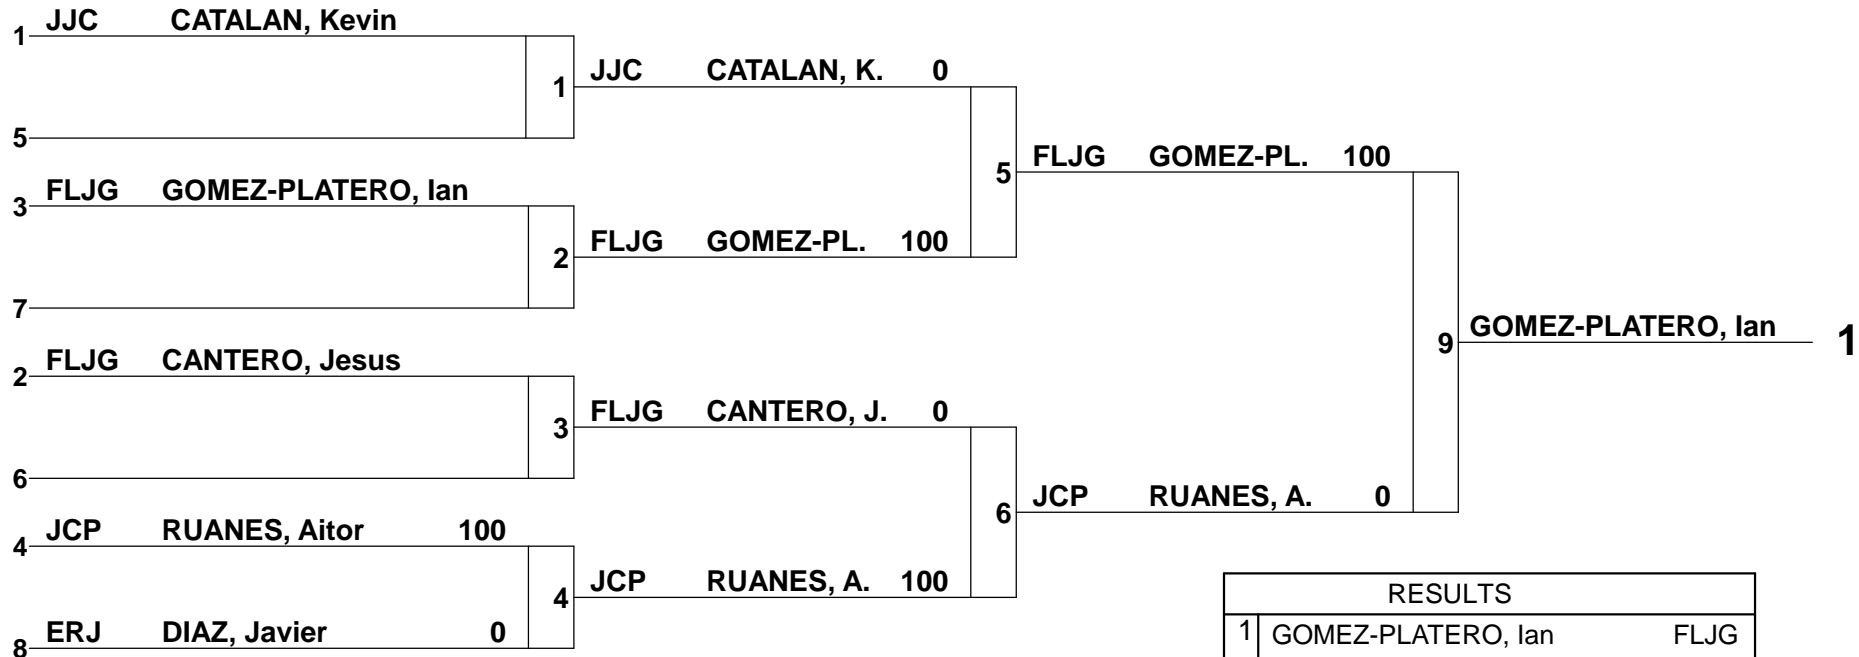 1 JJC CATALAN, Kevin
1 JJC CATALAN, K. 0
5
5 FLJG GOMEZ-PL. 100
3 FLJG GOMEZ-PLATERO, Ian
2 FLJG GOMEZ-PL. 100
7
9 GOMEZ-PLATERO, Ian 1
2 FLJG CANTERO, Jesus
3 FLJG CANTERO, J. 0
6
6 JCP RUANES, A. 0
4 JCP RUANES, Aitor 100
4 JCP RUANES, A. 100
8 ERJ DIAZ, Javier 0
RESULTS
1 GOMEZ-PLATERO, Ian FLJG